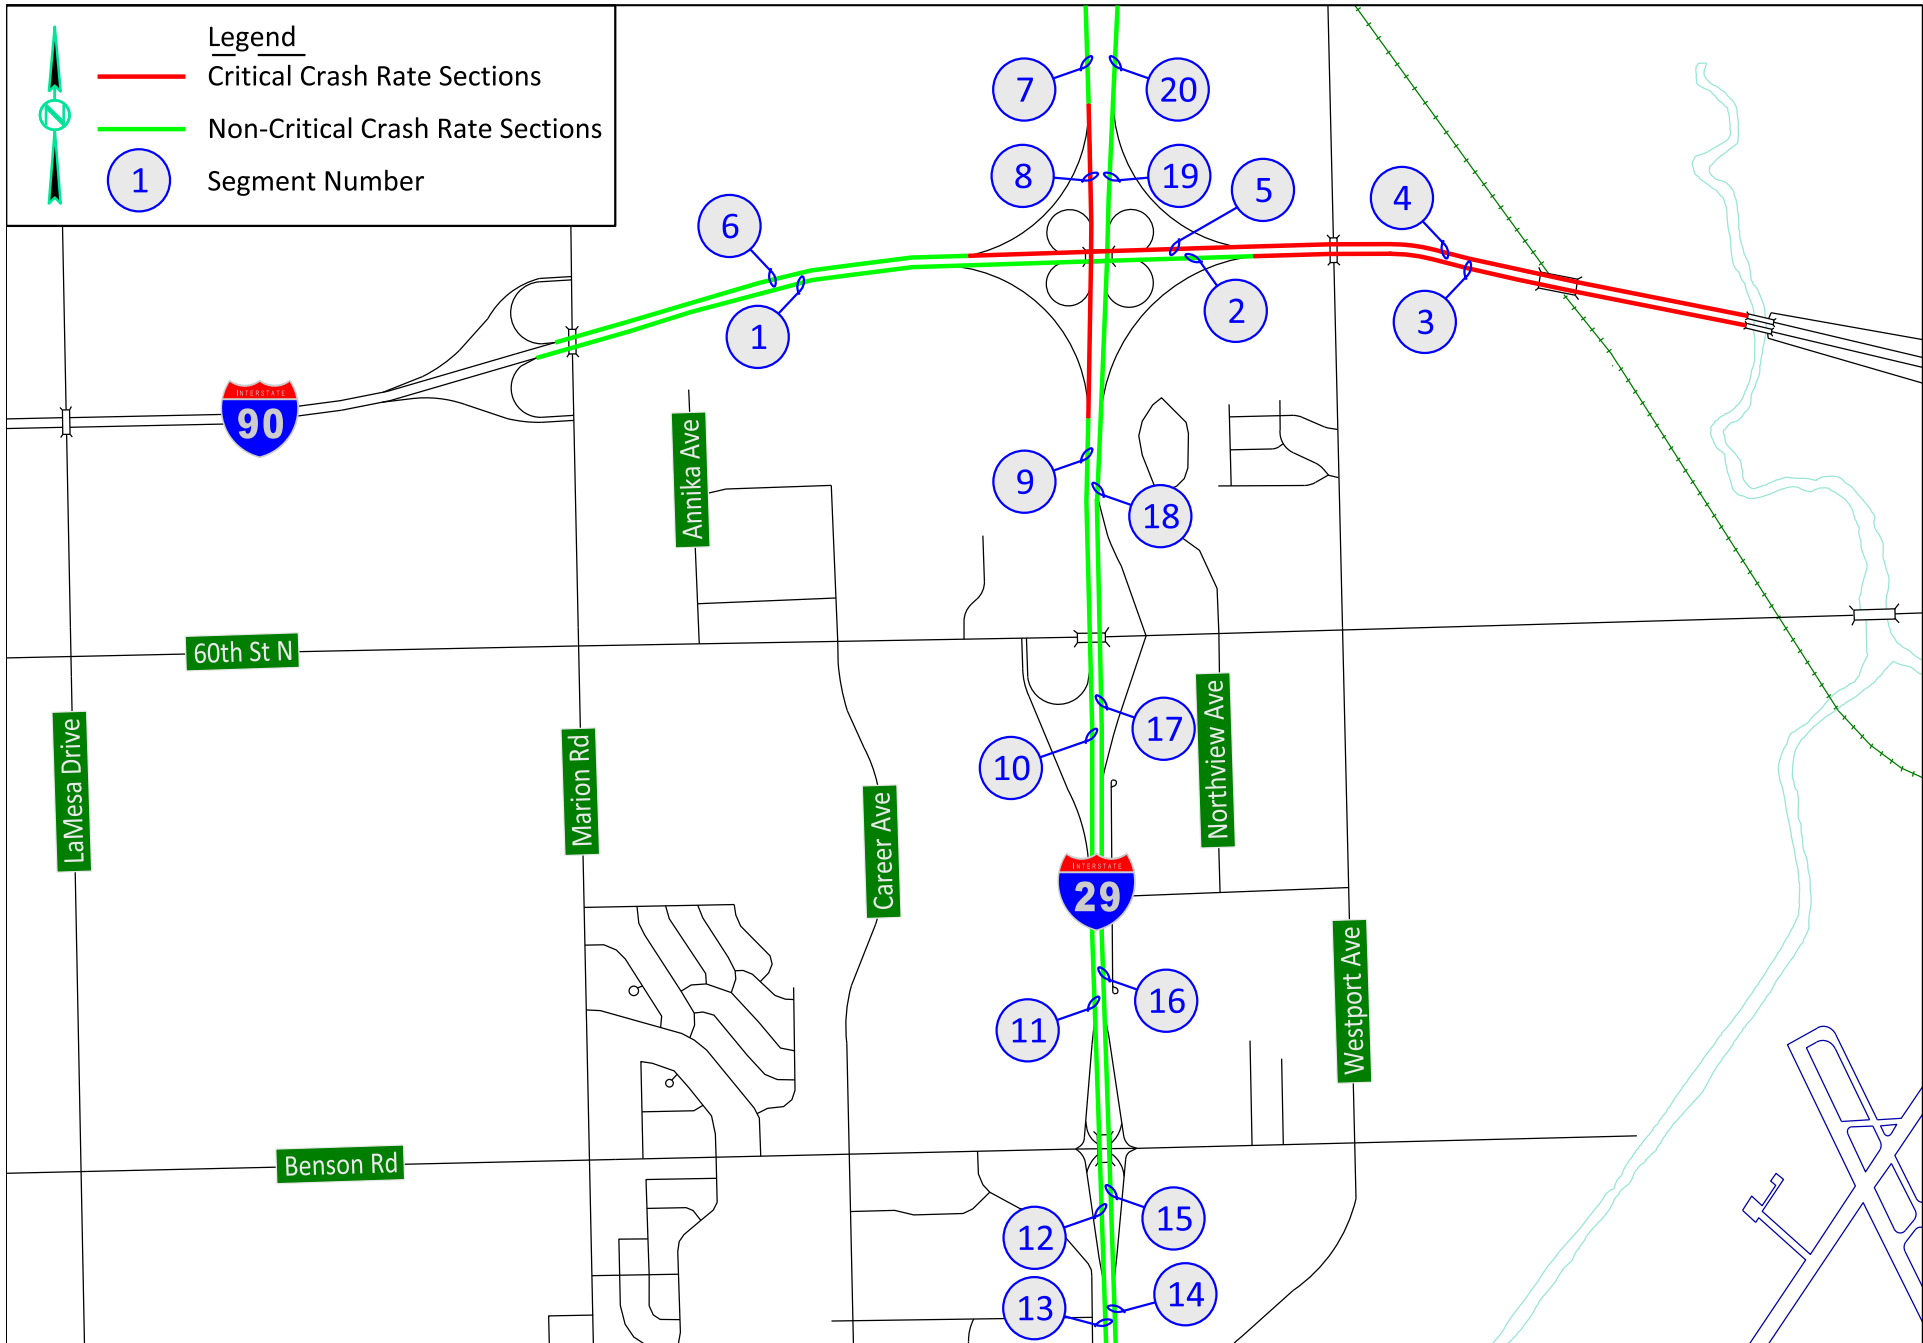 Legend
Critical Crash Rate Sections
Non-Critical Crash Rate Sections
1
Segment Number
N
7
20
8
19
5
4
6
2
3
1
INTERSTATE
90
Annika Ave
9
18
60th St N
17
10
LaMesa Drive
Marion Rd
Career Ave
Northview Ave
INTERSTATE
29
Westport Ave
16
11
Benson Rd
15
12
14
13